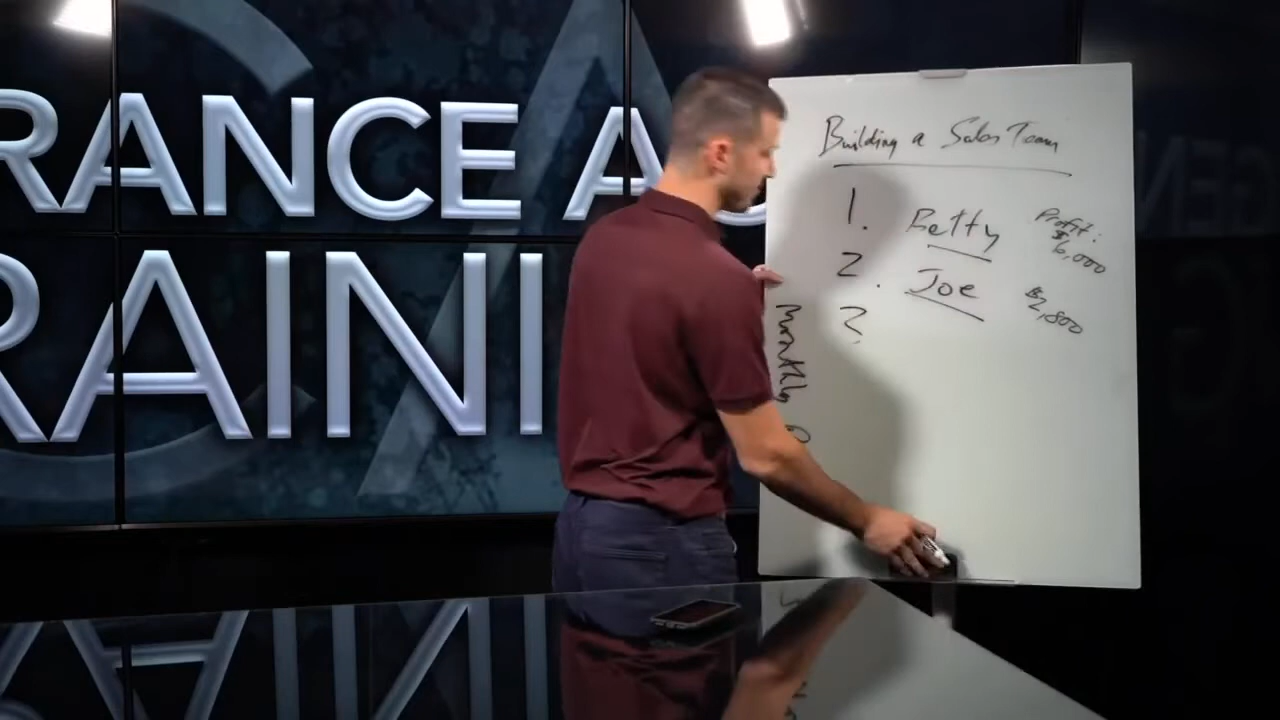 RANCE A
RAINI
Building a Sales Team
1. Betty Profit: $6,000
2. Joe $2,800
3.
Monthly